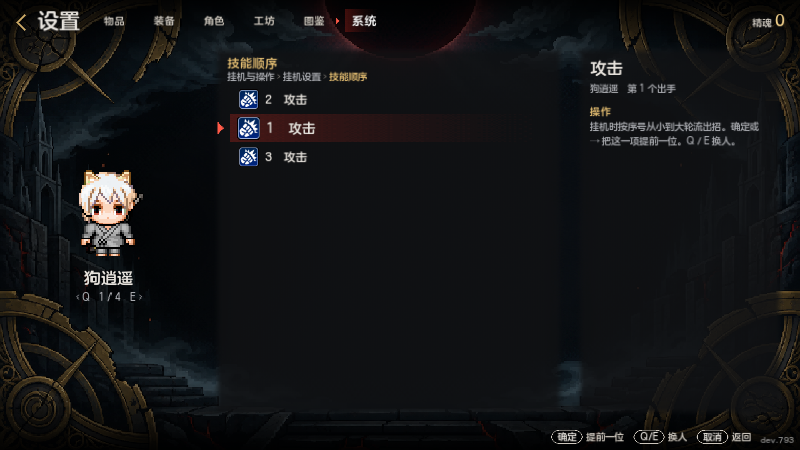 设置 物品 装备 角色 工坊 图鉴 系统 精魂 0
技能顺序
挂机与操作 › 挂机设置 › 技能顺序
2 攻击
1 攻击
3 攻击
狗逍遥
‹Q 1/4 E›
攻击
狗逍遥 第1个出手
操作
挂机时按序号从小到大轮流出招。确定或
→ 把这一项提前一位。Q / E 换人。
确定 提前一位 Q/E 换人 取消 返回 dev.793